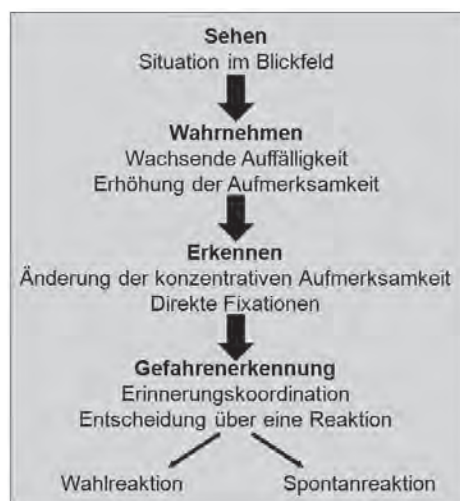 Sehen
Situation im Blickfeld
Wahrnehmen
Wachsende Auffälligkeit
Erhöhung der Aufmerksamkeit
Erkennen
Änderung der konzentrativen Aufmerksamkeit
Direkte Fixationen
Gefahrenerkennung
Erinnerungskoordination
Entscheidung über eine Reaktion
Wahlreaktion Spontanreaktion